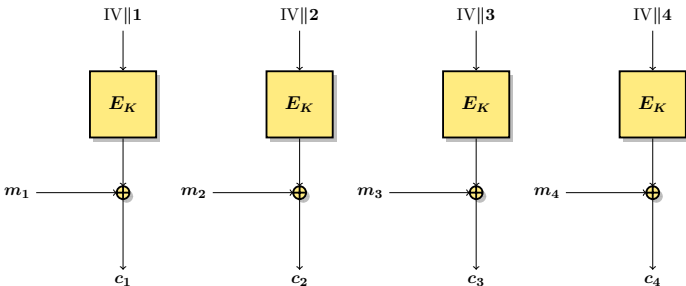 IV∥1 IV∥2 IV∥3 IV∥4
E_K E_K E_K E_K
m_1 m_2 m_3 m_4
c_1 c_2 c_3 c_4